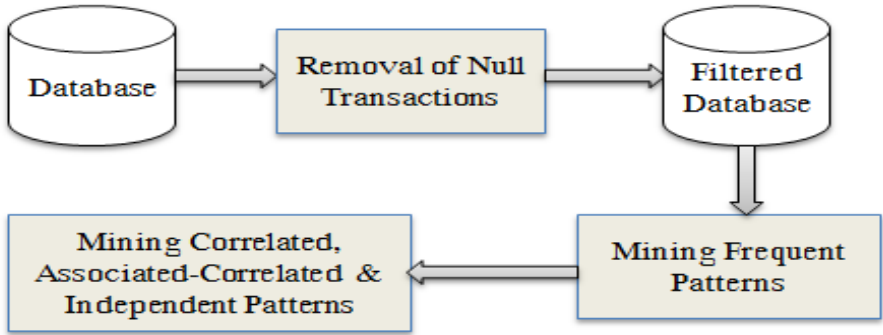 Database
Removal of Null
Transactions
Filtered
Database
Mining Frequent
Patterns
Mining Correlated,
Associated-Correlated &
Independent Patterns